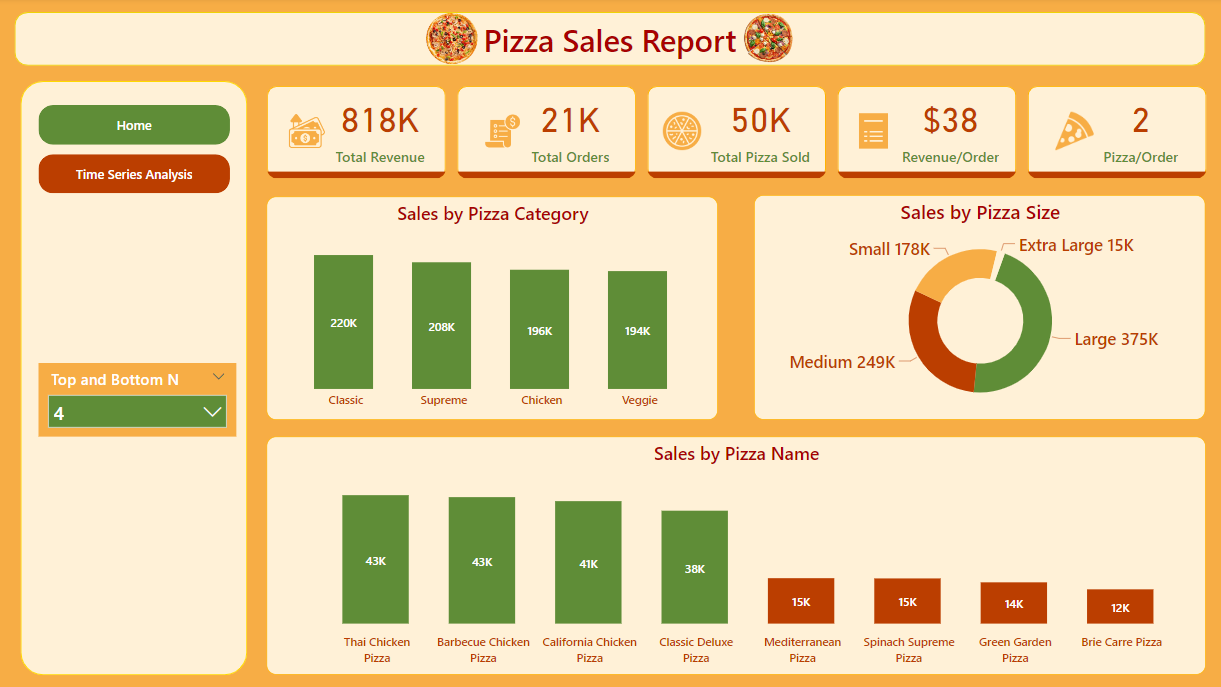 Pizza Sales Report
Home
Time Series Analysis
Top and Bottom N
4
818K
Total Revenue
21K
Total Orders
50K
Total Pizza Sold
$38
Revenue/Order
2
Pizza/Order
Sales by Pizza Category
220K
208K
196K
194K
Classic
Supreme
Chicken
Veggie
Sales by Pizza Size
Small 178K
Extra Large 15K
Medium 249K
Large 375K
Sales by Pizza Name
43K
43K
41K
38K
15K
15K
14K
12K
Thai Chicken
Pizza
Barbecue Chicken
Pizza
California Chicken
Pizza
Classic Deluxe
Pizza
Mediterranean
Pizza
Spinach Supreme
Pizza
Green Garden
Pizza
Brie Carre Pizza